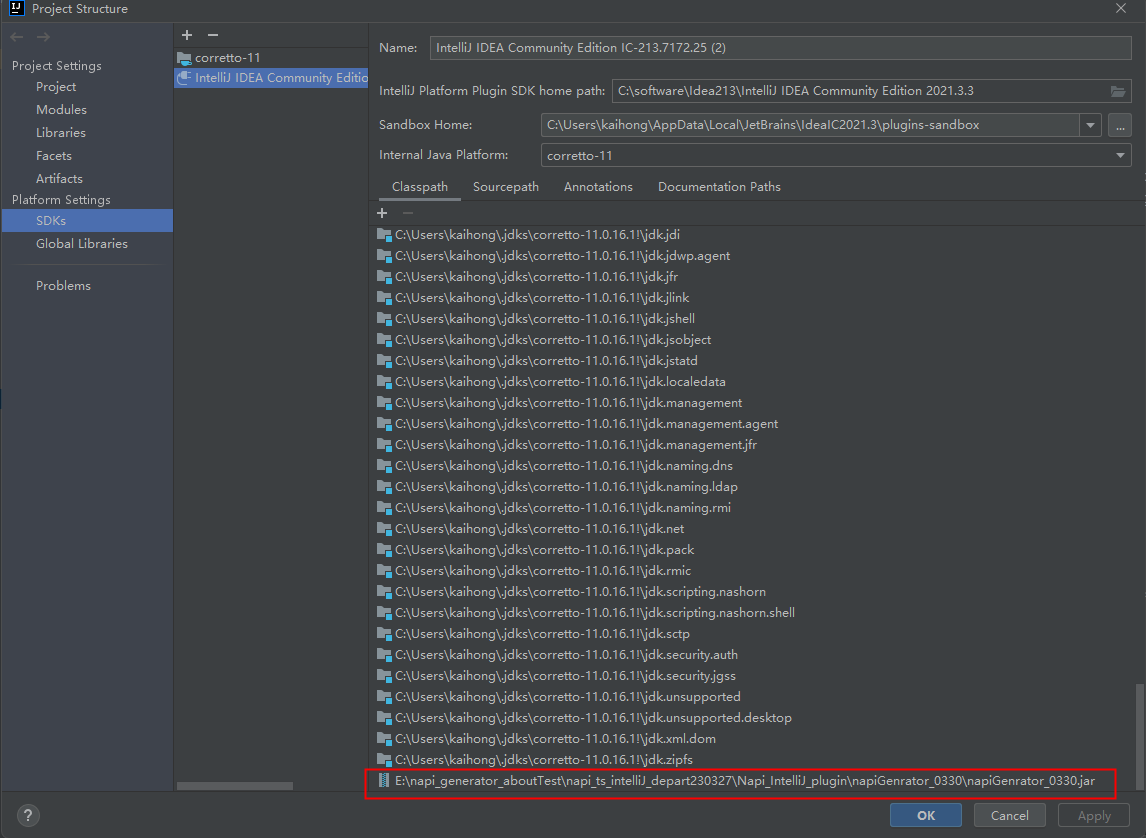 Project Structure
Project Settings
Project
Modules
Libraries
Facets
Artifacts
Platform Settings
SDKs
Global Libraries
Problems
corretto-11
IntelliJ IDEA Community Editio
Name: IntelliJ IDEA Community Edition IC-213.7172.25 (2)
IntelliJ Platform Plugin SDK home path: C:\software\Idea213\IntelliJ IDEA Community Edition 2021.3.3
Sandbox Home: C:\Users\kaihong\AppData\Local\JetBrains\IdeaIC2021.3\plugins-sandbox ...
Internal Java Platform: corretto-11
Classpath Sourcepath Annotations Documentation Paths
C:\Users\kaihong\.jdks\corretto-11.0.16.1!\jdk.jdi
C:\Users\kaihong\.jdks\corretto-11.0.16.1!\jdk.jdwp.agent
C:\Users\kaihong\.jdks\corretto-11.0.16.1!\jdk.jfr
C:\Users\kaihong\.jdks\corretto-11.0.16.1!\jdk.jlink
C:\Users\kaihong\.jdks\corretto-11.0.16.1!\jdk.jshell
C:\Users\kaihong\.jdks\corretto-11.0.16.1!\jdk.jsobject
C:\Users\kaihong\.jdks\corretto-11.0.16.1!\jdk.jstatd
C:\Users\kaihong\.jdks\corretto-11.0.16.1!\jdk.localedata
C:\Users\kaihong\.jdks\corretto-11.0.16.1!\jdk.management
C:\Users\kaihong\.jdks\corretto-11.0.16.1!\jdk.management.agent
C:\Users\kaihong\.jdks\corretto-11.0.16.1!\jdk.management.jfr
C:\Users\kaihong\.jdks\corretto-11.0.16.1!\jdk.naming.dns
C:\Users\kaihong\.jdks\corretto-11.0.16.1!\jdk.naming.ldap
C:\Users\kaihong\.jdks\corretto-11.0.16.1!\jdk.naming.rmi
C:\Users\kaihong\.jdks\corretto-11.0.16.1!\jdk.net
C:\Users\kaihong\.jdks\corretto-11.0.16.1!\jdk.pack
C:\Users\kaihong\.jdks\corretto-11.0.16.1!\jdk.rmic
C:\Users\kaihong\.jdks\corretto-11.0.16.1!\jdk.scripting.nashorn
C:\Users\kaihong\.jdks\corretto-11.0.16.1!\jdk.scripting.nashorn.shell
C:\Users\kaihong\.jdks\corretto-11.0.16.1!\jdk.sctp
C:\Users\kaihong\.jdks\corretto-11.0.16.1!\jdk.security.auth
C:\Users\kaihong\.jdks\corretto-11.0.16.1!\jdk.security.jgss
C:\Users\kaihong\.jdks\corretto-11.0.16.1!\jdk.unsupported
C:\Users\kaihong\.jdks\corretto-11.0.16.1!\jdk.unsupported.desktop
C:\Users\kaihong\.jdks\corretto-11.0.16.1!\jdk.xml.dom
C:\Users\kaihong\.jdks\corretto-11.0.16.1!\jdk.zipfs
E:\napi_generator_aboutTest\napi_ts_intelliJ_depart230327\Napi_IntelliJ_plugin\napiGenrator_0330\napiGenrator_0330.jar
? OK Cancel Apply